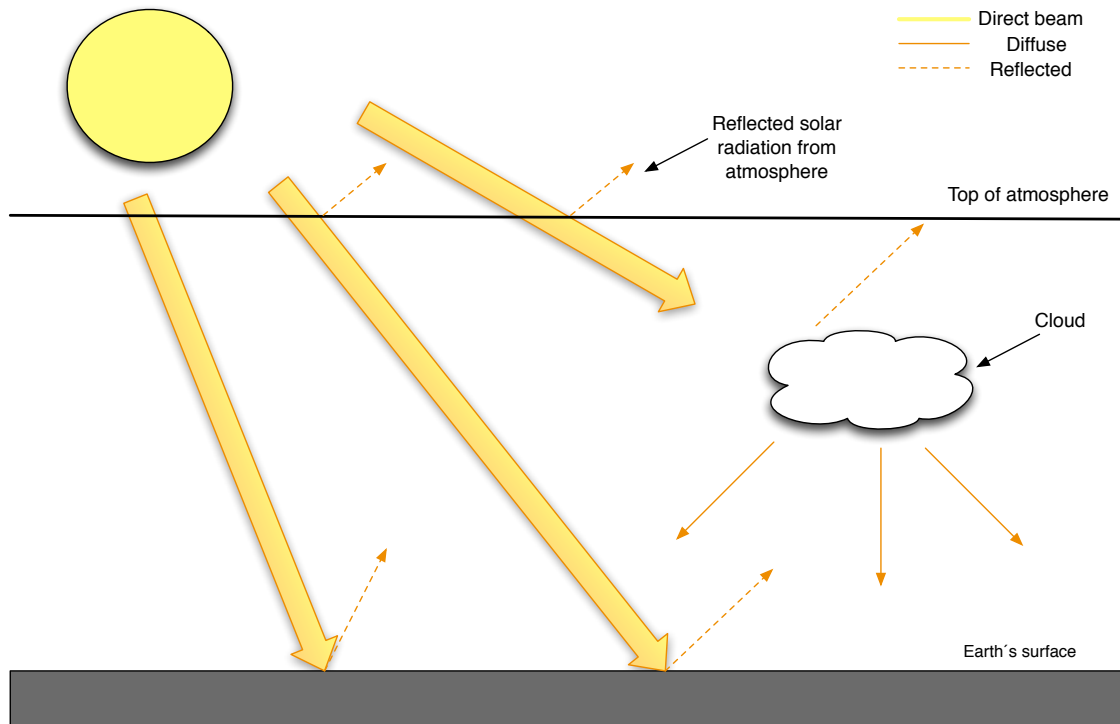 Direct beam
Diffuse
Reflected
Reflected solar
radiation from
atmosphere
Top of atmosphere
Cloud
Earth´s surface